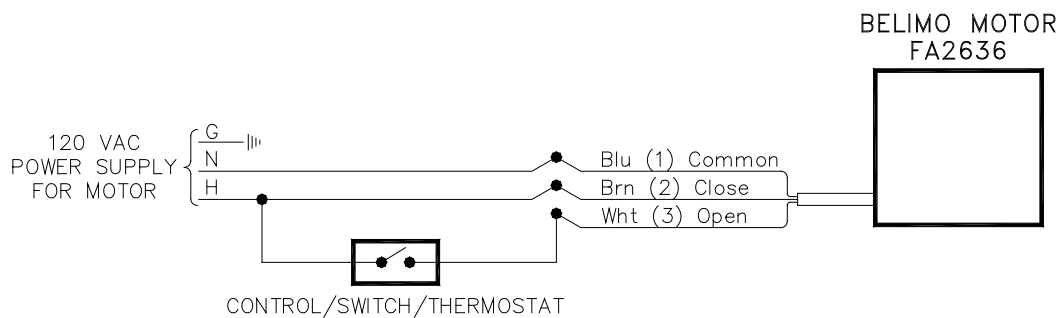 BELIMO MOTOR
FA2636
120 VAC
POWER SUPPLY
FOR MOTOR
G
N
H
Blu (1) Common
Brn (2) Close
Wht (3) Open
CONTROL/SWITCH/THERMOSTAT